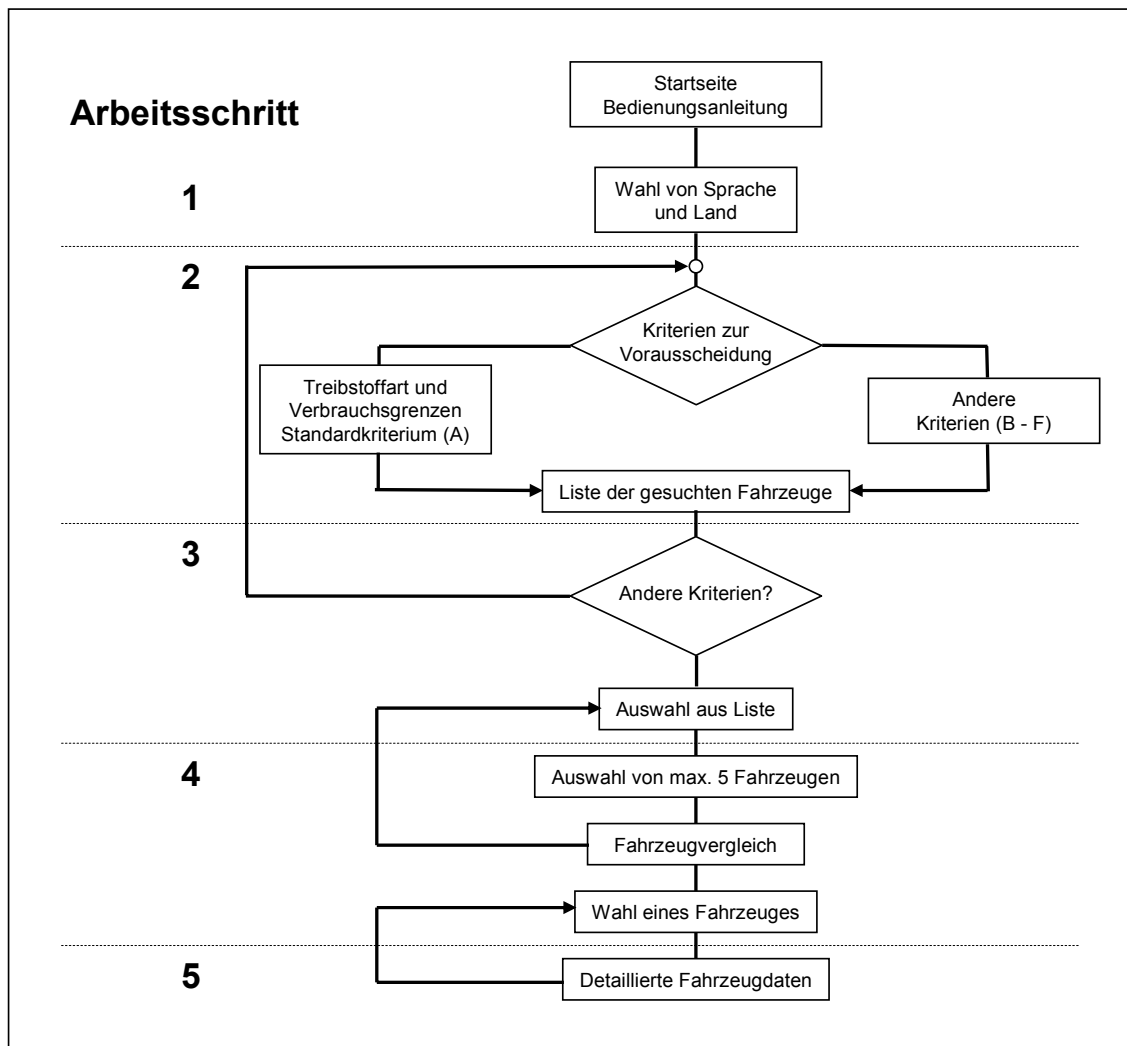 Startseite
Bedienungsanleitung
Arbeitsschritt
1
Wahl von Sprache
und Land
2
Kriterien zur
Vorausscheidung
Treibstoffart und
Verbrauchsgrenzen
Standardkriterium (A)
Andere
Kriterien (B - F)
Liste der gesuchten Fahrzeuge
3
Andere Kriterien?
Auswahl aus Liste
4
Auswahl von max. 5 Fahrzeugen
Fahrzeugvergleich
Wahl eines Fahrzeuges
5
Detaillierte Fahrzeugdaten